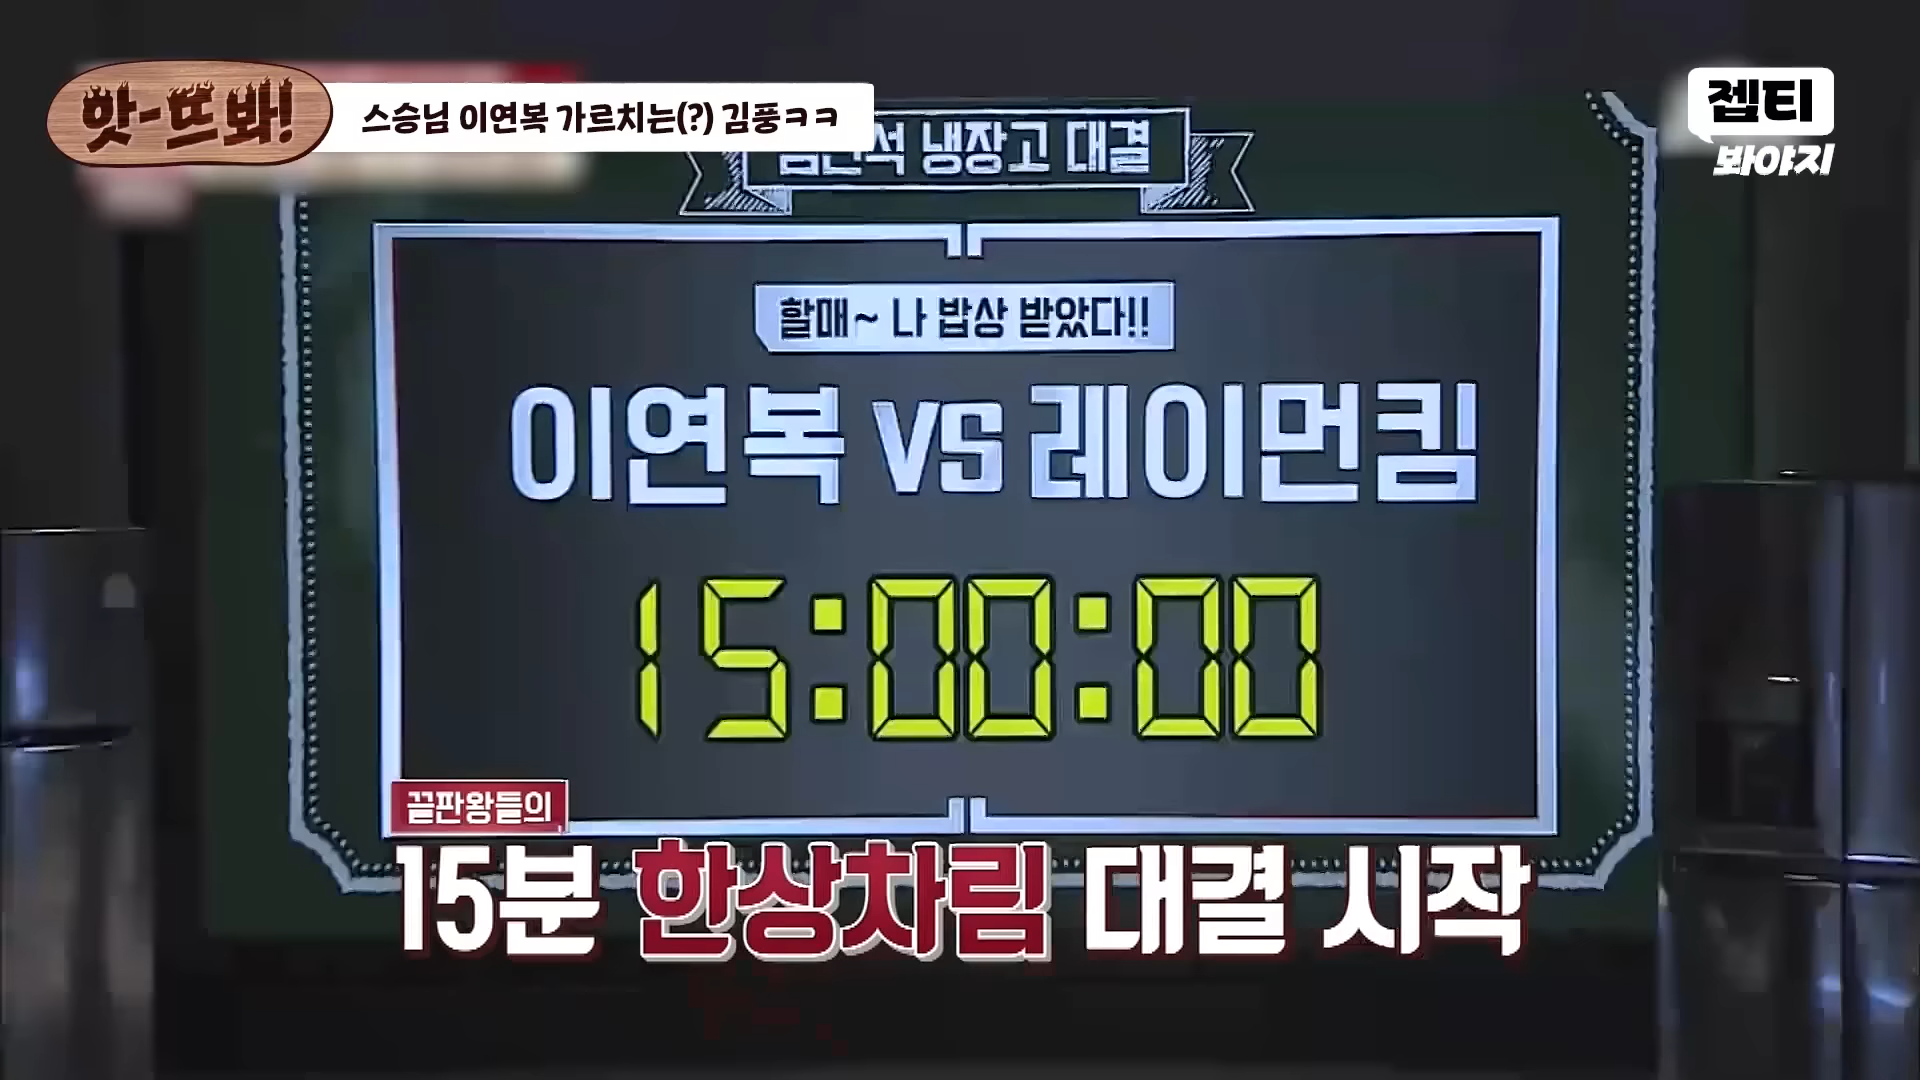 앗-뜨봐!
스승님 이연복 가르치는(?) 김풍ㅋㅋ
젭티
봐야지
냉장고 대결
할매~ 나 밥상 받았다!!
이연복 VS 레이먼킴
15:00:00
끝판왕들의
15분 한상차림 대결 시작